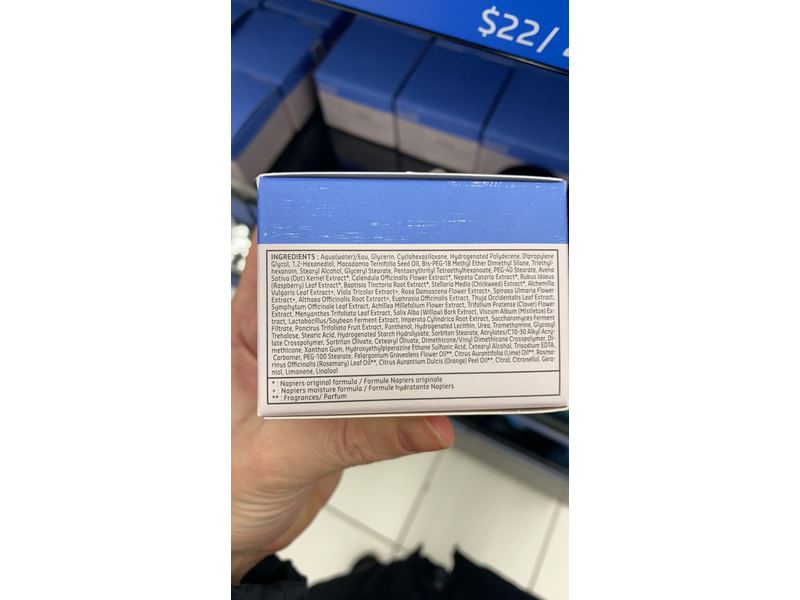 $22/
INGREDIENTS : Aqua(water)/Eau, Glycerin, Cyclohexasiloxane, Hydrogenated Polydecene, Dipropylene
Glycol, 1,2-Hexanediol, Macadamia Ternifolia Seed Oil, Bis-PEG-18 Methyl Ether Dimethyl Silane, Triethyl-
hexanoin, Stearyl Alcohol, Glyceryl Stearate, Pentaerythrityl Tetraethylhexanoate, PEG-40 Stearate, Avena
Sativa (Oat) Kernel Extract*, Calendula Officinalis Flower Extract*, Nepeta Cataria Extract*, Rubus Idaeus
(Raspberry) Leaf Extract*, Baptisia Tinctoria Root Extract*, Stellaria Media (Chickweed) Extract*, Alchemilla
Vulgaris Leaf Extract+, Viola Tricolor Extract+, Rosa Damascena Flower Extract+, Spiraea Ulmaria Flower
Extract+, Althaea Officinalis Root Extract+, Euphrasia Officinalis Extract, Thuja Occidentalis Leaf Extract,
Symphytum Officinale Leaf Extract, Achillea Millefolium Flower Extract, Trifolium Pratense (Clover) Flower
Extract, Menyanthes Trifoliata Leaf Extract, Salix Alba (Willow) Bark Extract, Viscum Album (Mistletoe) Ex-
tract, Lactobacillus/Soybean Ferment Extract, Imperata Cylindrica Root Extract, Saccharomyces Ferment
Filtrate, Poncirus Trifoliata Fruit Extract, Panthenol, Hydrogenated Lecithin, Urea, Tromethamine, Glycosyl
Trehalose, Stearic Acid, Hydrogenated Starch Hydrolysate, Sorbitan Stearate, Acrylates/C10-30 Alkyl Acry-
late Crosspolymer, Sorbitan Olivate, Cetearyl Olivate, Dimethicone/Vinyl Dimethicone Crosspolymer, Di-
methicone, Xanthan Gum, Hydroxyethylpiperazine Ethane Sulfonic Acid, Cetearyl Alcohol, Trisodium EDTA,
Carbomer, PEG-100 Stearate, Pelargonium Graveolens Flower Oil**, Citrus Aurantifolia (Lime) Oil**, Rosma-
rinus Officinalis (Rosemary) Leaf Oil**, Citrus Aurantium Dulcis (Orange) Peel Oil**, Citral, Citronellol, Gera-
niol, Limonene, Linalool
* : Napiers original formula / Formule Napiers originale
+ : Napiers moisture formula / Formule hydratante Napiers
** : Fragrances/ Parfum